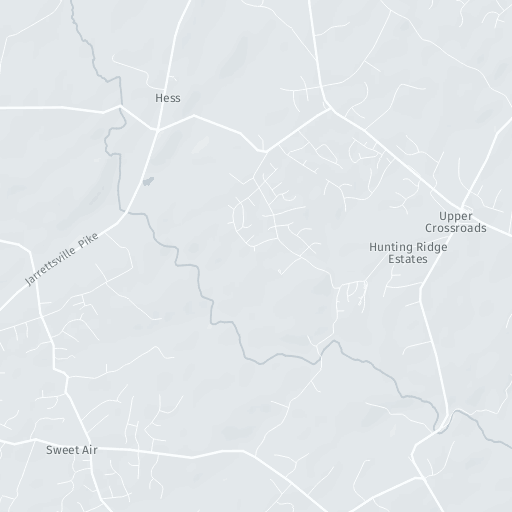 Hess
Upper
Crossroads
Jarrettsville Pike
Hunting Ridge
Estates
Sweet Air